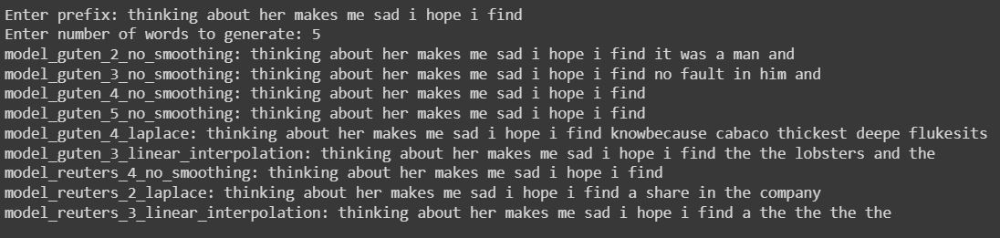 Enter prefix: thinking about her makes me sad i hope i find
Enter number of words to generate: 5
model_guten_2_no_smoothing: thinking about her makes me sad i hope i find it was a man and
model_guten_3_no_smoothing: thinking about her makes me sad i hope i find no fault in him and
model_guten_4_no_smoothing: thinking about her makes me sad i hope i find
model_guten_5_no_smoothing: thinking about her makes me sad i hope i find
model_guten_4_laplace: thinking about her makes me sad i hope i find knowbecause cabaco thickest deepe flukesits
model_guten_3_linear_interpolation: thinking about her makes me sad i hope i find the the lobsters and the
model_reuters_4_no_smoothing: thinking about her makes me sad i hope i find
model_reuters_2_laplace: thinking about her makes me sad i hope i find a share in the company
model_reuters_3_linear_interpolation: thinking about her makes me sad i hope i find a the the the the